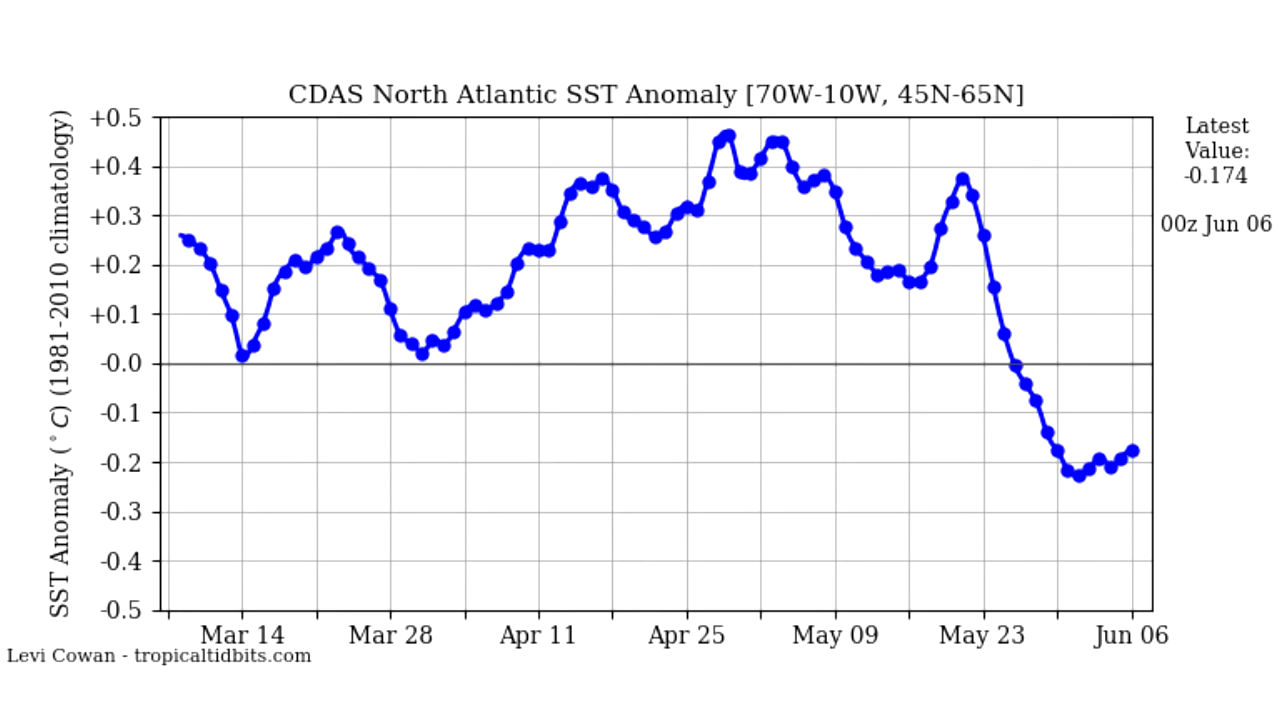 CDAS North Atlantic SST Anomaly [70W-10W, 45N-65N]
SST Anomaly (°C) (1981-2010 climatology)
+0.5
+0.4
+0.3
+0.2
+0.1
-0.0
-0.1
-0.2
-0.3
-0.4
-0.5
Mar 14
Mar 28
Apr 11
Apr 25
May 09
May 23
Jun 06
Latest
Value:
-0.174
00z Jun 06
Levi Cowan - tropicaltidbits.com